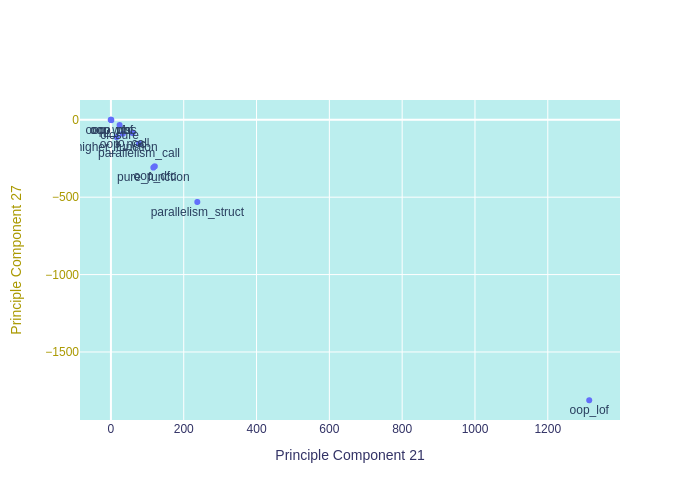 0
closure
parallelism_call
pure_function
−500
parallelism_struct
−1000
−1500
oop_lof
0
200
400
600
800
1000
1200
Principle Component 21
Principle Component 27